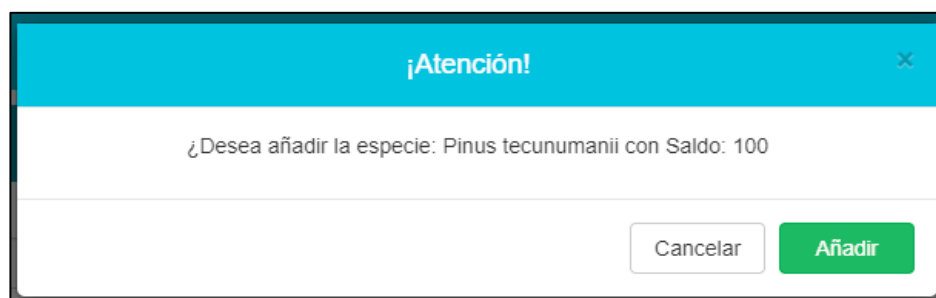 ¡Atención!
×
¿Desea añadir la especie: Pinus tecunumanii con Saldo: 100
Cancelar
Añadir